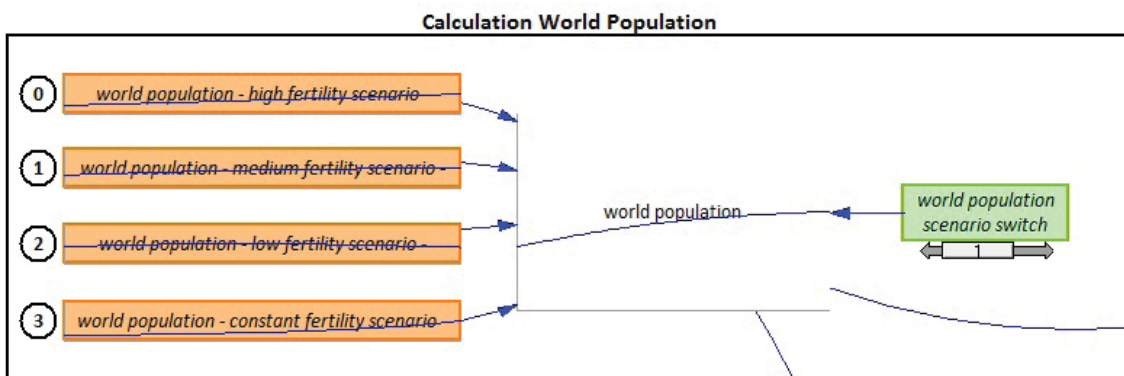 Calculation World Population
0
world population - high fertility scenario
1
world population - medium fertility scenario -
2
world population - low fertility scenario -
3
world population - constant fertility scenario
world population
world population
scenario switch
1